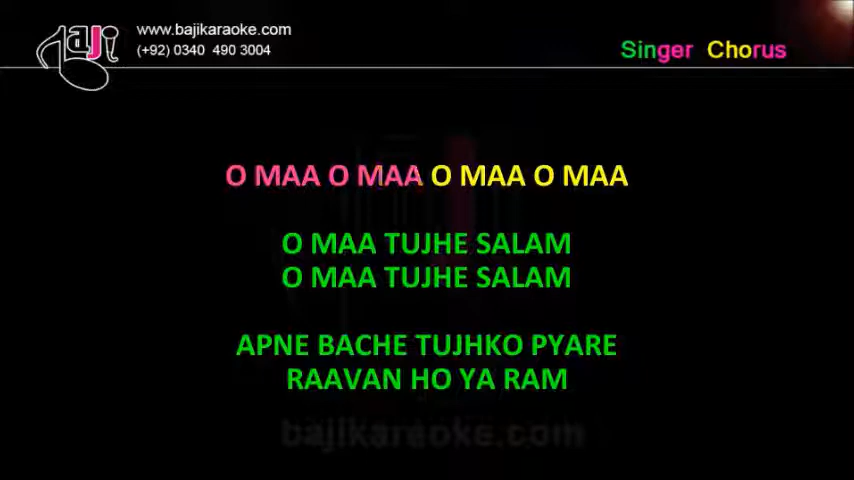 www.bajikaraoke.com
(+92) 0340 490 3004
Baji
Singer Chorus
O MAA O MAA O MAA O MAA
O MAA TUJHE SALAM
O MAA TUJHE SALAM
APNE BACHE TUJHKO PYARE
RAAVAN HO YA RAM
bajikaraoke.com